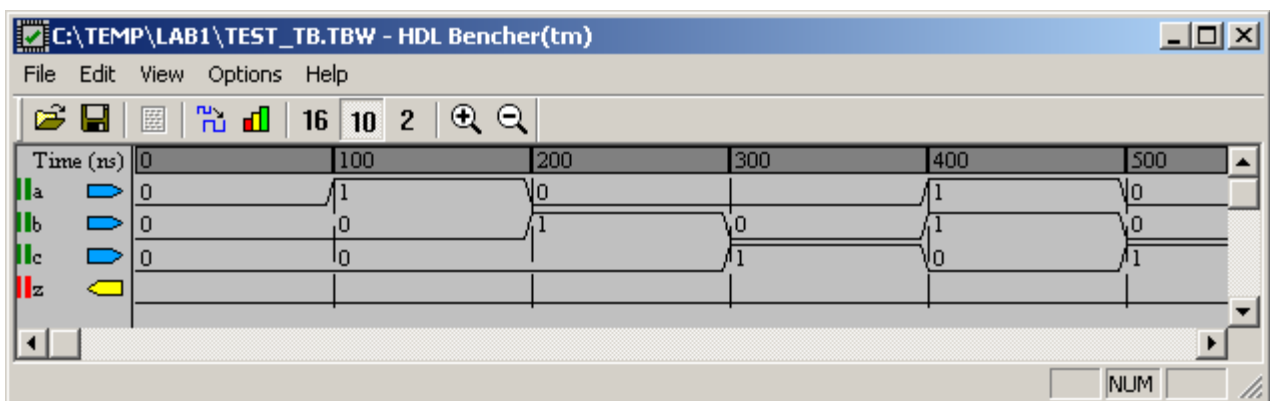 C:\TEMP\LAB1\TEST_TB.TBW - HDL Bencher(tm)
File Edit View Options Help
16 10 2
Time (ns) 0 100 200 300 400 500
a 0 1 0 1 0
b 0 0 1 0 1 0
c 0 0 1 0 1
z
NUM